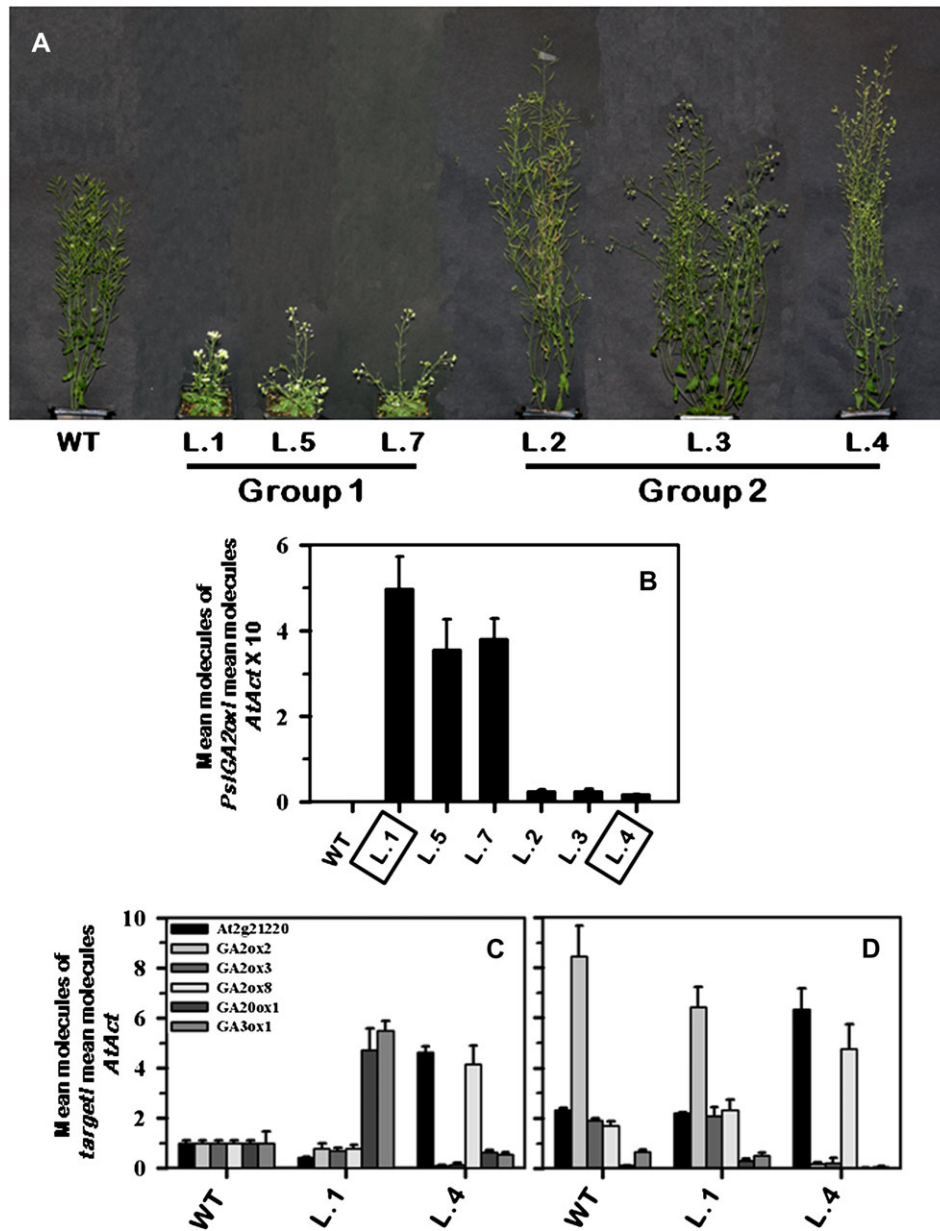 A
WT
L.1
L.5
L.7
L.2
L.3
L.4
Group 1
Group 2
Mean molecules of
PslGA2ox/ mean molecules
AtAct X 10
6
4
2
0
B
WT
L.1
L.5
L.7
L.2
L.3
L.4
Mean molecules of
target/ mean molecules
AtAct
10
8
6
4
2
0
At2g21220
GA2ox2
GA2ox3
GA2ox8
GA20ox1
GA3ox1
C
D
WT
L.1
L.4
WT
L.1
L.4